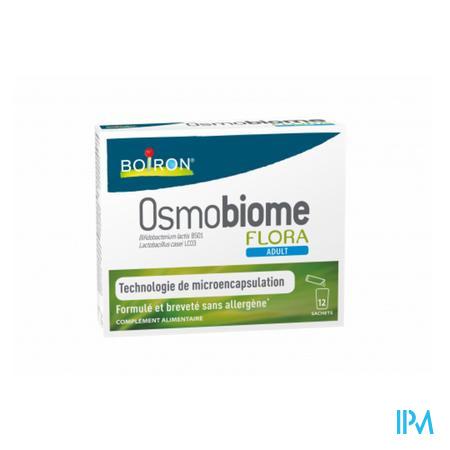 BOIRON®
Osmobiome
Bifidobacterium lactis BS01
Lactobacillus casei LC03
FLORA
ADULT
Technologie de microencapsulation
Formulé et breveté sans allergène*
COMPLÉMENT ALIMENTAIRE
12
SACHETS
IPM